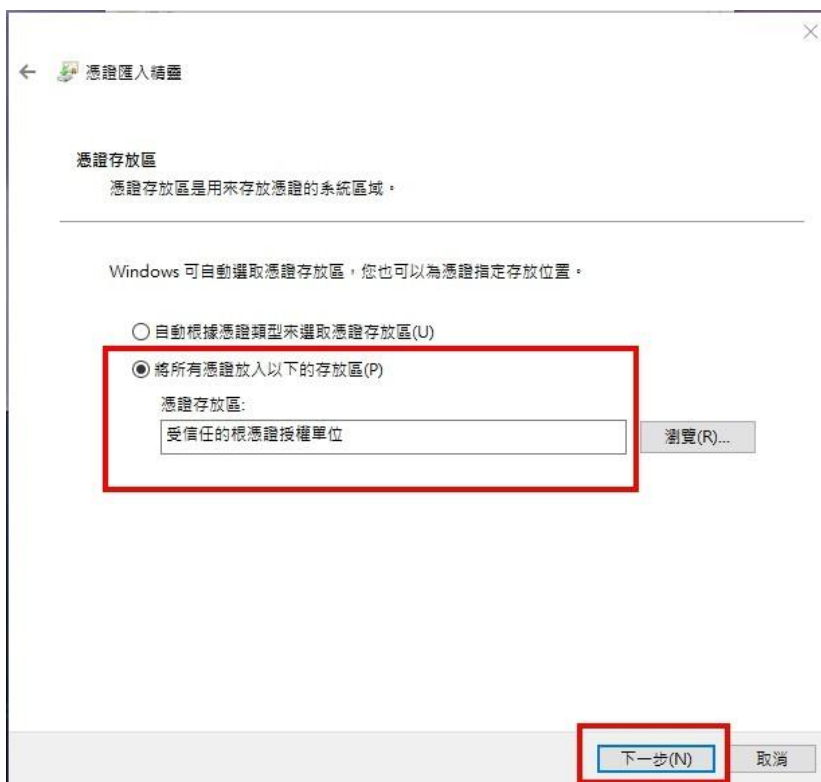 憑證匯入精靈
憑證存放區
憑證存放區是用來存放憑證的系統區域。
Windows 可自動選取憑證存放區，您也可以為憑證指定存放位置。
自動根據憑證類型來選取憑證存放區(U)
將所有憑證放入以下的存放區(P)
憑證存放區:
受信任的根憑證授權單位
瀏覽(R)...
下一步(N)
取消